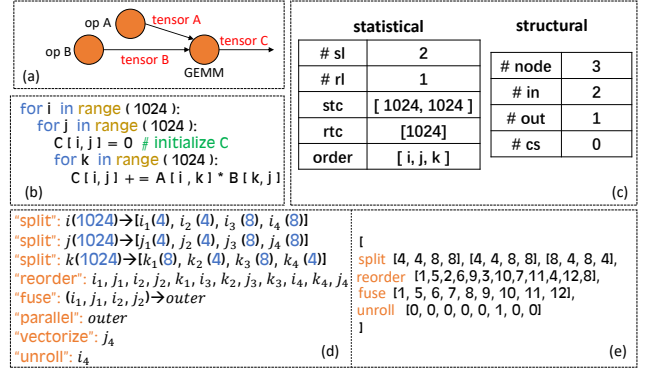 op A
tensor A
op B
tensor B
tensor C
GEMM
(a)
for i in range ( 1024 ):
for j in range ( 1024 ):
C [ i, j ] = 0 # initialize C
for k in range ( 1024 ):
C [ i, j ] += A [ i , k ] * B [ k, j ]
(b)
statistical
# sl 2
# rl 1
stc [ 1024, 1024 ]
rtc [1024]
order [ i, j, k ]
structural
# node 3
# in 2
# out 1
# cs 0
(c)
"split": i(1024)→[i₁(4), i₂ (4), i₃ (8), i₄ (8)]
"split": j(1024)→[j₁(4), j₂ (4), j₃ (8), j₄ (8)]
"split": k(1024)→[k₁(8), k₂ (4), k₃ (8), k₄ (4)]
"reorder": i₁, j₁, i₂, j₂, k₁, i₃, k₂, j₃, k₃, i₄, k₄, j₄
"fuse": (i₁, j₁, i₂, j₂)→outer
"parallel": outer
"vectorize": j₄
"unroll": i₄
(d)
[
split [4, 4, 8, 8], [4, 4, 8, 8], [8, 4, 8, 4],
reorder [1,5,2,6,9,3,10,7,11,4,12,8],
fuse [1, 5, 6, 7, 8, 9, 10, 11, 12],
unroll [0, 0, 0, 0, 0, 1, 0, 0]
]
(e)